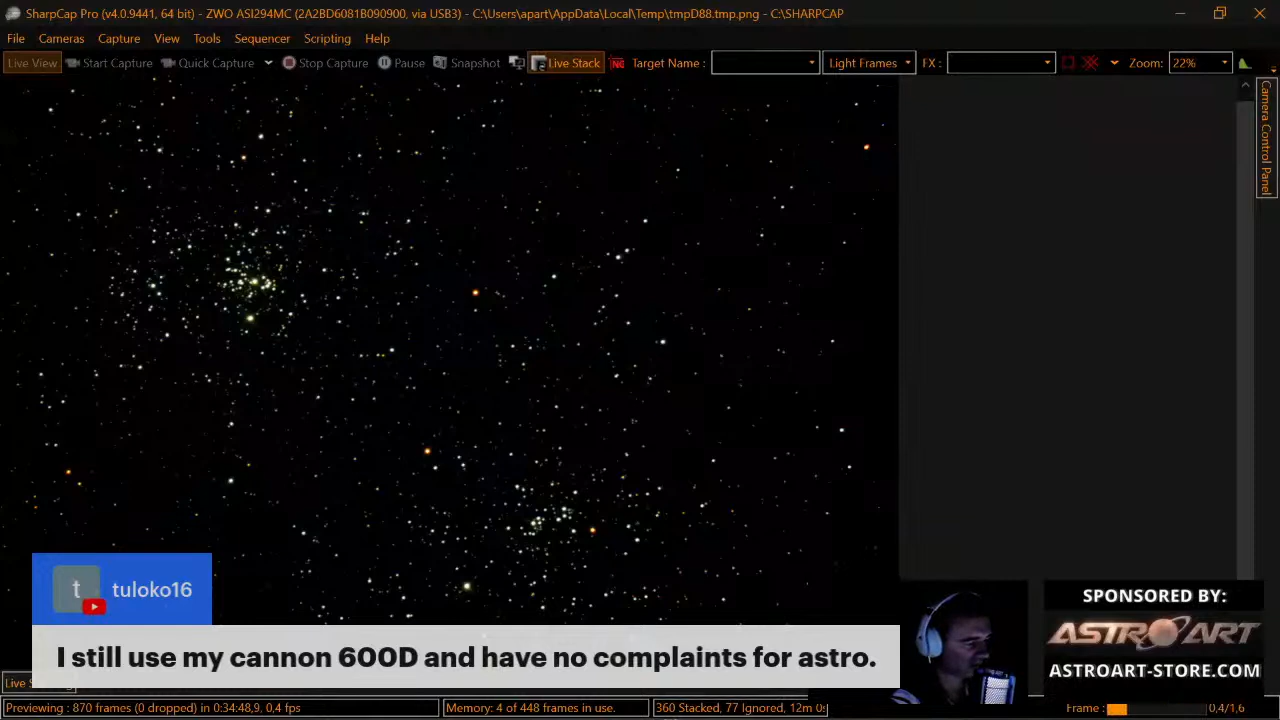 SharpCap Pro (v4.0.9441, 64 bit) - ZWO ASI294MC (2A2BD6081B090900, via USB3) - C:\Users\apart\AppData\Local\Temp\tmpD88.tmp.png - C:\SHARPCAP
File Cameras Capture View Tools Sequencer Scripting Help
Live View Start Capture Quick Capture Stop Capture Pause Snapshot Live Stack NG Target Name : Light Frames FX : Zoom: 22%
Camera Control Panel
t tuloko16
I still use my cannon 600D and have no complaints for astro.
SPONSORED BY:
ASTROART
ASTROART-STORE.COM
Live
Previewing : 870 frames (0 dropped) in 0:34:48,9, 0,4 fps Memory: 4 of 448 frames in use. 360 Stacked, 77 Ignored, 12m 0s Frame : 0,4/1,6